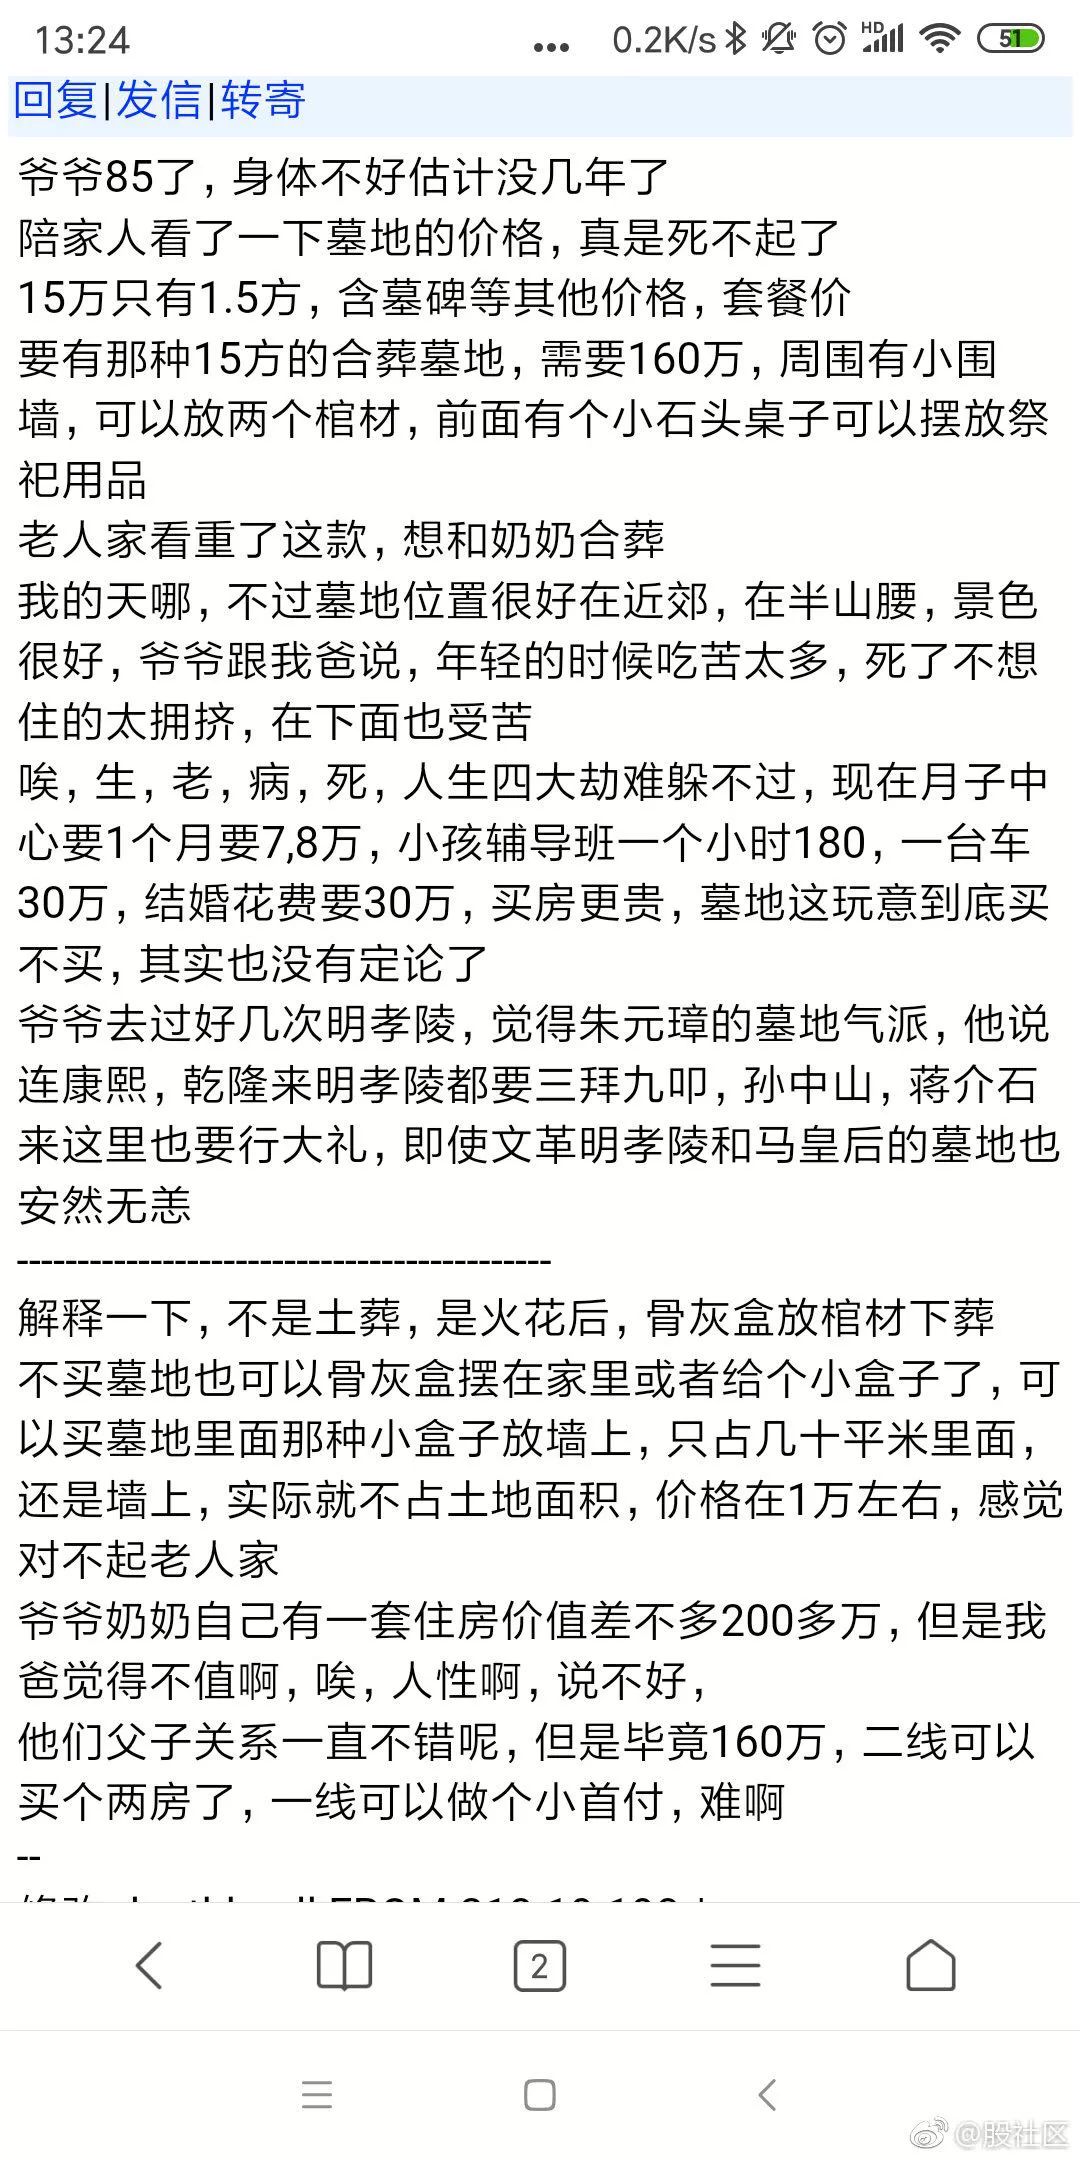 13:24
0.2K/s
HD
51
回复|发信|转寄
爷爷85了, 身体不好估计没几年了
陪家人看了一下墓地的价格, 真是死不起了
15万只有1.5方, 含墓碑等其他价格, 套餐价
要有那种15方的合葬墓地, 需要160万, 周围有小围
墙, 可以放两个棺材, 前面有个小石头桌子可以摆放祭
祀用品
老人家看重了这款, 想和奶奶合葬
我的天哪, 不过墓地位置很好在近郊, 在半山腰, 景色
很好, 爷爷跟我爸说, 年轻的时候吃苦太多, 死了不想
住的太拥挤, 在下面也受苦
唉, 生, 老, 病, 死, 人生四大劫难躲不过, 现在月子中
心要1个月要7,8万, 小孩辅导班一个小时180, 一台车
30万, 结婚花费要30万, 买房更贵, 墓地这玩意到底买
不买, 其实也没有定论了
爷爷去过好几次明孝陵, 觉得朱元璋的墓地气派, 他说
连康熙, 乾隆来明孝陵都要三拜九叩, 孙中山, 蒋介石
来这里也要行大礼, 即使文革明孝陵和马皇后的墓地也
安然无恙
--------------------------------------------
解释一下, 不是土葬, 是火花后, 骨灰盒放棺材下葬
不买墓地也可以骨灰盒摆在家里或者给个小盒子了, 可
以买墓地里面那种小盒子放墙上, 只占几十平米里面,
还是墙上, 实际就不占土地面积, 价格在1万左右, 感觉
对不起老人家
爷爷奶奶自己有一套住房价值差不多200多万, 但是我
爸觉得不值啊, 唉, 人性啊, 说不好,
他们父子关系一直不错呢, 但是毕竟160万, 二线可以
买个两房了, 一线可以做个小首付, 难啊
--
2
@股社区